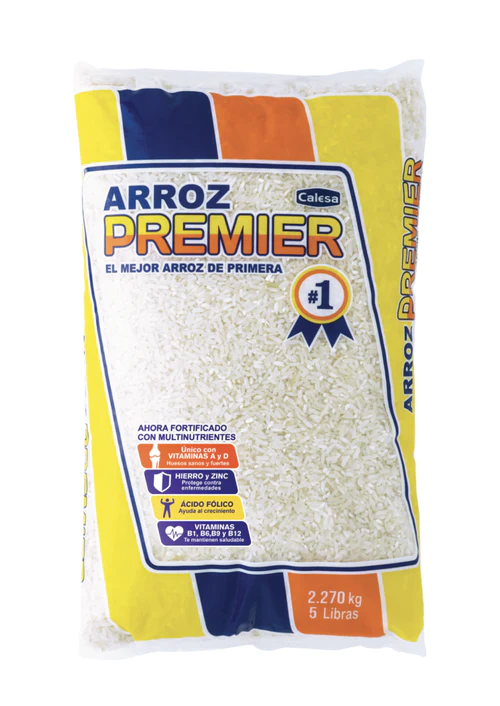 ARROZ
Calesa
PREMIER
EL MEJOR ARROZ DE PRIMERA
#1
ARROZ PREMIER
AHORA FORTIFICADO
CON MULTINUTRIENTES
Único con
VITAMINAS A y D
Huesos sanos y fuertes
HIERRO y ZINC
Protege contra
enfermedades
ÁCIDO FÓLICO
Ayuda al crecimiento
VITAMINAS
B1, B6,B9 y B12
Te mantienen saludable
2.270 kg
5 Libras